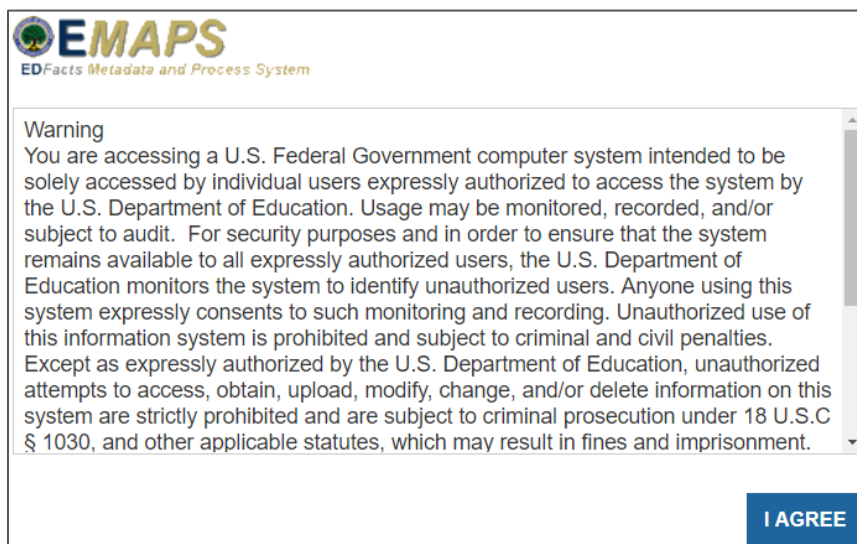 EMAPS
EDFacts Metadata and Process System
Warning
You are accessing a U.S. Federal Government computer system intended to be
solely accessed by individual users expressly authorized to access the system by
the U.S. Department of Education. Usage may be monitored, recorded, and/or
subject to audit.  For security purposes and in order to ensure that the system
remains available to all expressly authorized users, the U.S. Department of
Education monitors the system to identify unauthorized users. Anyone using this
system expressly consents to such monitoring and recording. Unauthorized use of
this information system is prohibited and subject to criminal and civil penalties.
Except as expressly authorized by the U.S. Department of Education, unauthorized
attempts to access, obtain, upload, modify, change, and/or delete information on this
system are strictly prohibited and are subject to criminal prosecution under 18 U.S.C
§ 1030, and other applicable statutes, which may result in fines and imprisonment.
I AGREE